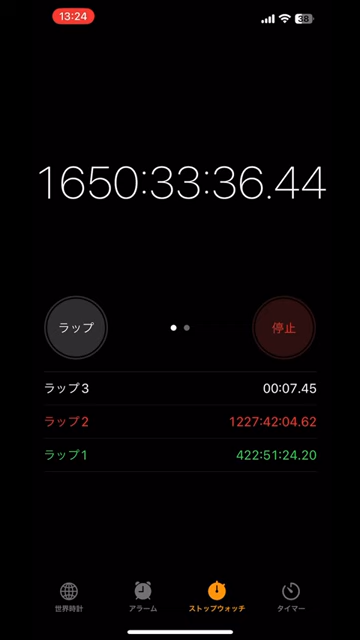 13:24
38
1650:33:36.44
ラップ
停止
ラップ3 00:07.45
ラップ2 1227:42:04.62
ラップ1 422:51:24.20
世界時計 アラーム ストップウォッチ タイマー